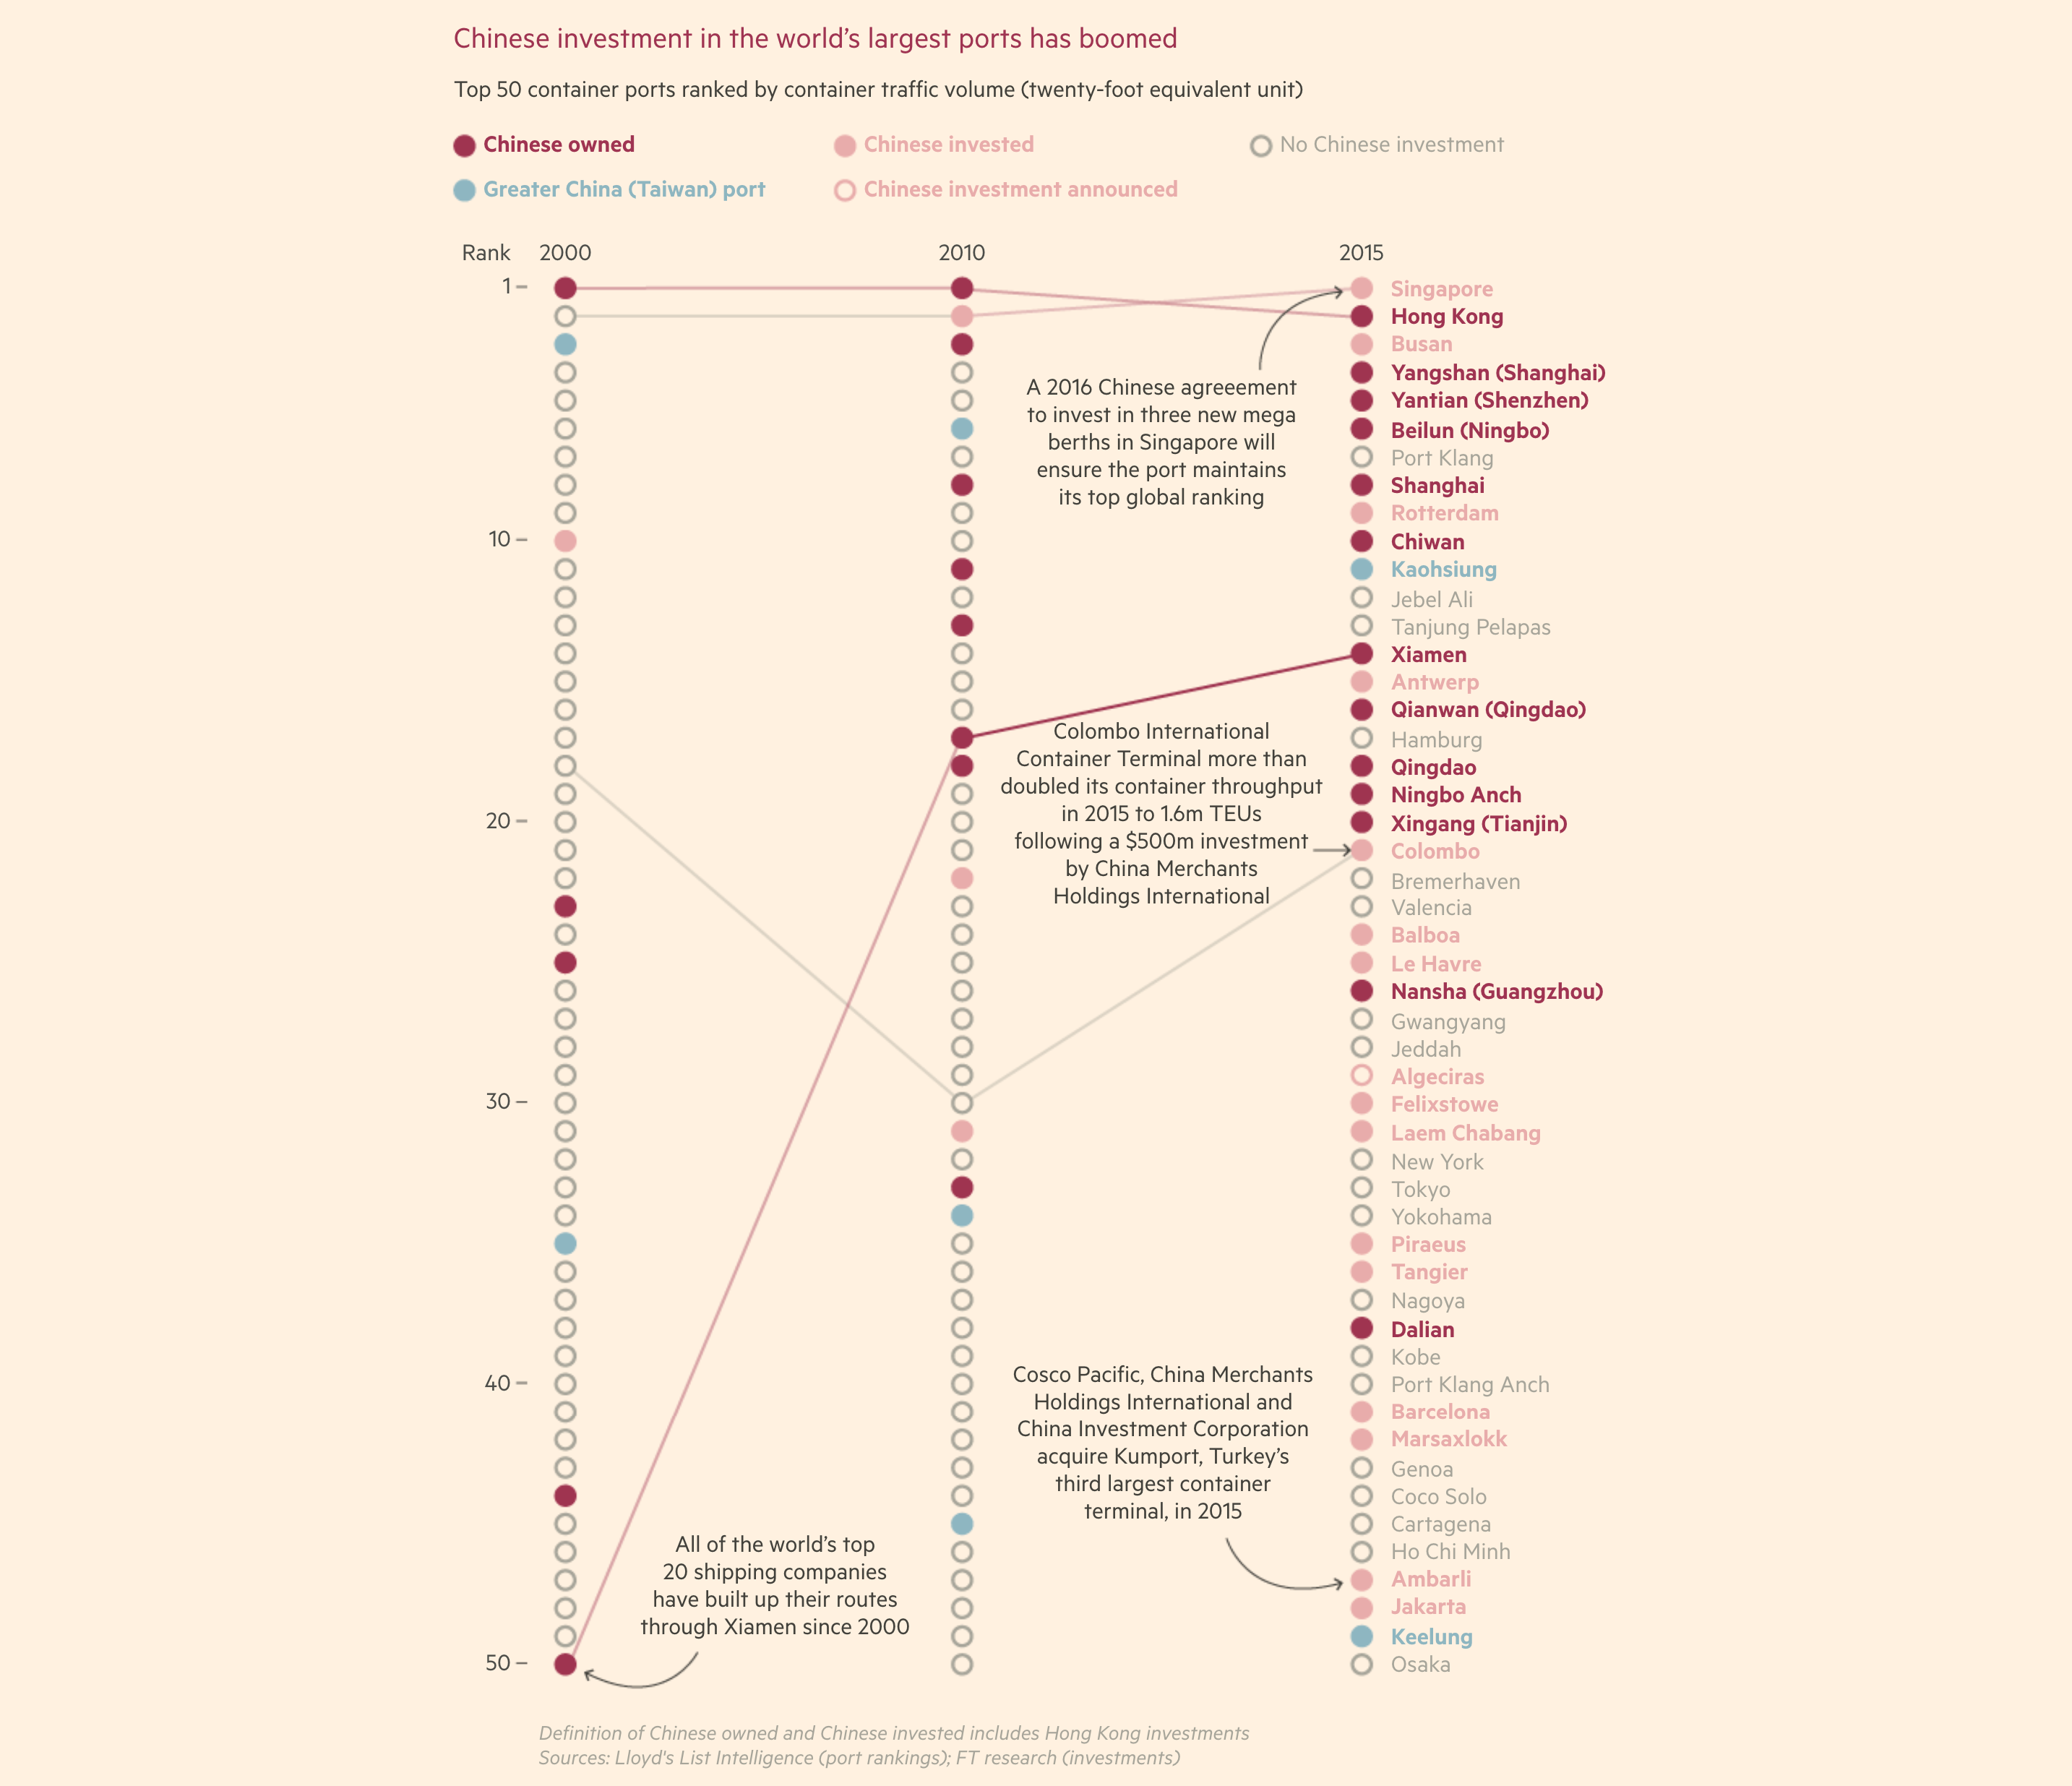 Chinese investment in the world's largest ports has boomed
Top 50 container ports ranked by container traffic volume (twenty-foot equivalent unit)
Chinese owned
Chinese invested
No Chinese investment
Greater China (Taiwan) port
Chinese investment announced
Rank
2000
2010
2015
1
10
20
30
40
50
A 2016 Chinese agreeement
to invest in three new mega
berths in Singapore will
ensure the port maintains
its top global ranking
Colombo International
Container Terminal more than
doubled its container throughput
in 2015 to 1.6m TEUs
following a $500m investment
by China Merchants
Holdings International
Cosco Pacific, China Merchants
Holdings International and
China Investment Corporation
acquire Kumport, Turkey's
third largest container
terminal, in 2015
All of the world's top
20 shipping companies
have built up their routes
through Xiamen since 2000
Singapore
Hong Kong
Busan
Yangshan (Shanghai)
Yantian (Shenzhen)
Beilun (Ningbo)
Port Klang
Shanghai
Rotterdam
Chiwan
Kaohsiung
Jebel Ali
Tanjung Pelapas
Xiamen
Antwerp
Qianwan (Qingdao)
Hamburg
Qingdao
Ningbo Anch
Xingang (Tianjin)
Colombo
Bremerhaven
Valencia
Balboa
Le Havre
Nansha (Guangzhou)
Gwangyang
Jeddah
Algeciras
Felixstowe
Laem Chabang
New York
Tokyo
Yokohama
Piraeus
Tangier
Nagoya
Dalian
Kobe
Port Klang Anch
Barcelona
Marsaxlokk
Genoa
Coco Solo
Cartagena
Ho Chi Minh
Ambarli
Jakarta
Keelung
Osaka
Definition of Chinese owned and Chinese invested includes Hong Kong investments
Sources: Lloyd's List Intelligence (port rankings); FT research (investments)